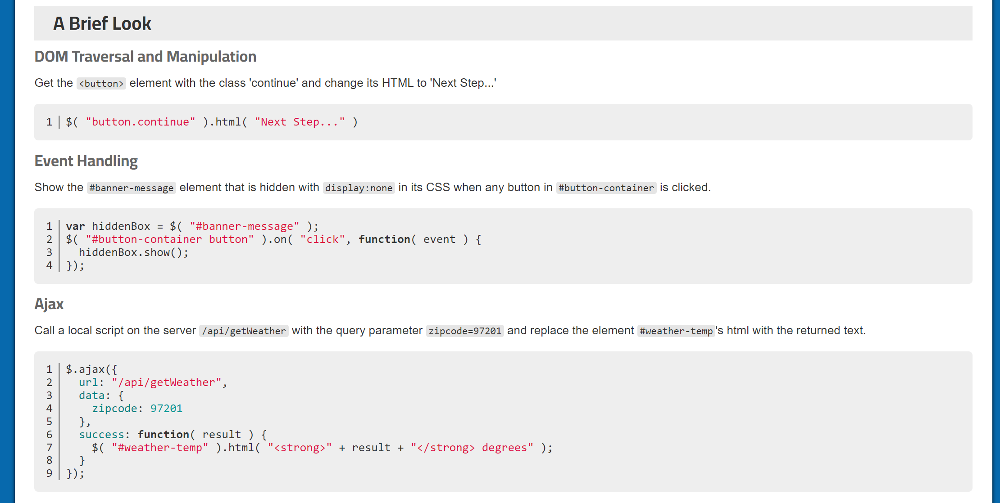 A Brief Look
DOM Traversal and Manipulation
Get the <button> element with the class 'continue' and change its HTML to 'Next Step...'
1 $( "button.continue" ).html( "Next Step..." )
Event Handling
Show the #banner-message element that is hidden with display:none in its CSS when any button in #button-container is clicked.
1 var hiddenBox = $( "#banner-message" );
2 $( "#button-container button" ).on( "click", function( event ) {
3   hiddenBox.show();
4 });
Ajax
Call a local script on the server /api/getWeather with the query parameter zipcode=97201 and replace the element #weather-temp's html with the returned text.
1 $.ajax({
2   url: "/api/getWeather",
3   data: {
4     zipcode: 97201
5   },
6   success: function( result ) {
7     $( "#weather-temp" ).html( "<strong>" + result + "</strong> degrees" );
8   }
9 });